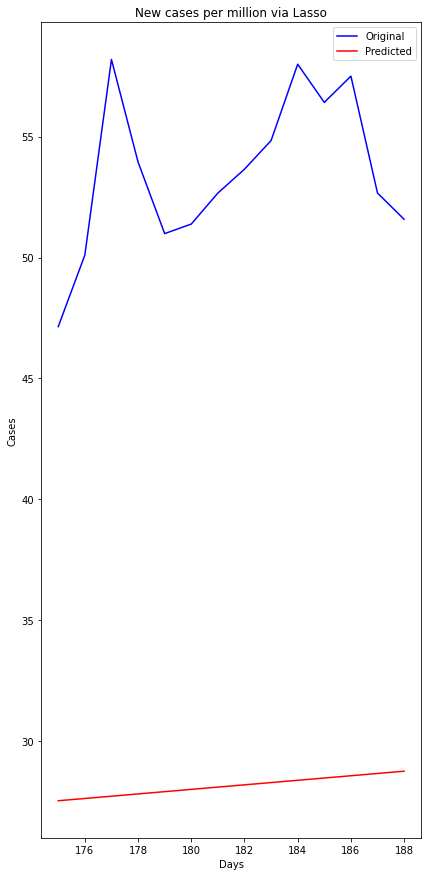 New cases per million via Lasso
Original
Predicted
55
50
45
40
35
30
Cases
176 178 180 182 184 186 188
Days